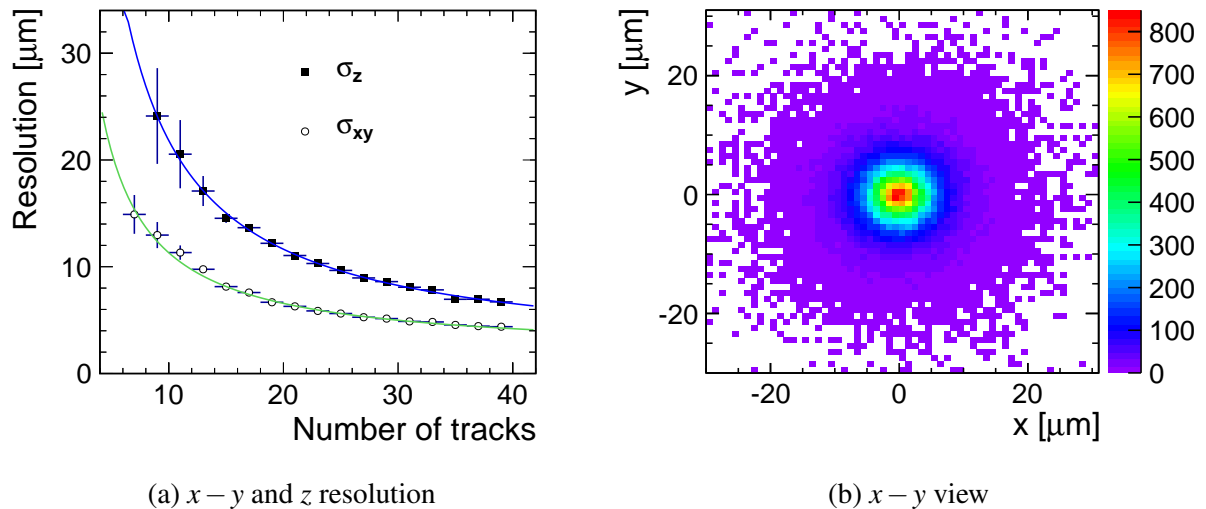 Resolution [μm]
30
20
10
0
σz
σxy
10 20 30 40
Number of tracks
(a) x − y and z resolution
y [μm]
20
0
-20
-20 0 20
x [μm]
800
700
600
500
400
300
200
100
0
(b) x − y view